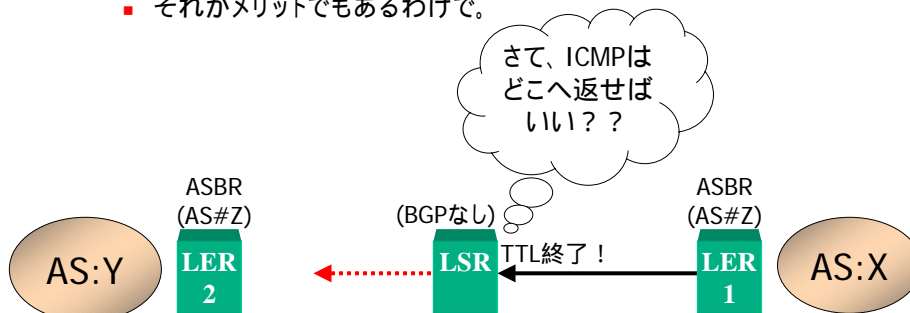 それがメリットでもあるわけで。
さて、ICMPは
どこへ返せば
いい？？
ASBR
(AS#Z)
(BGPなし)
ASBR
(AS#Z)
AS:Y
LER
2
LSR
TTL終了！
LER
1
AS:X